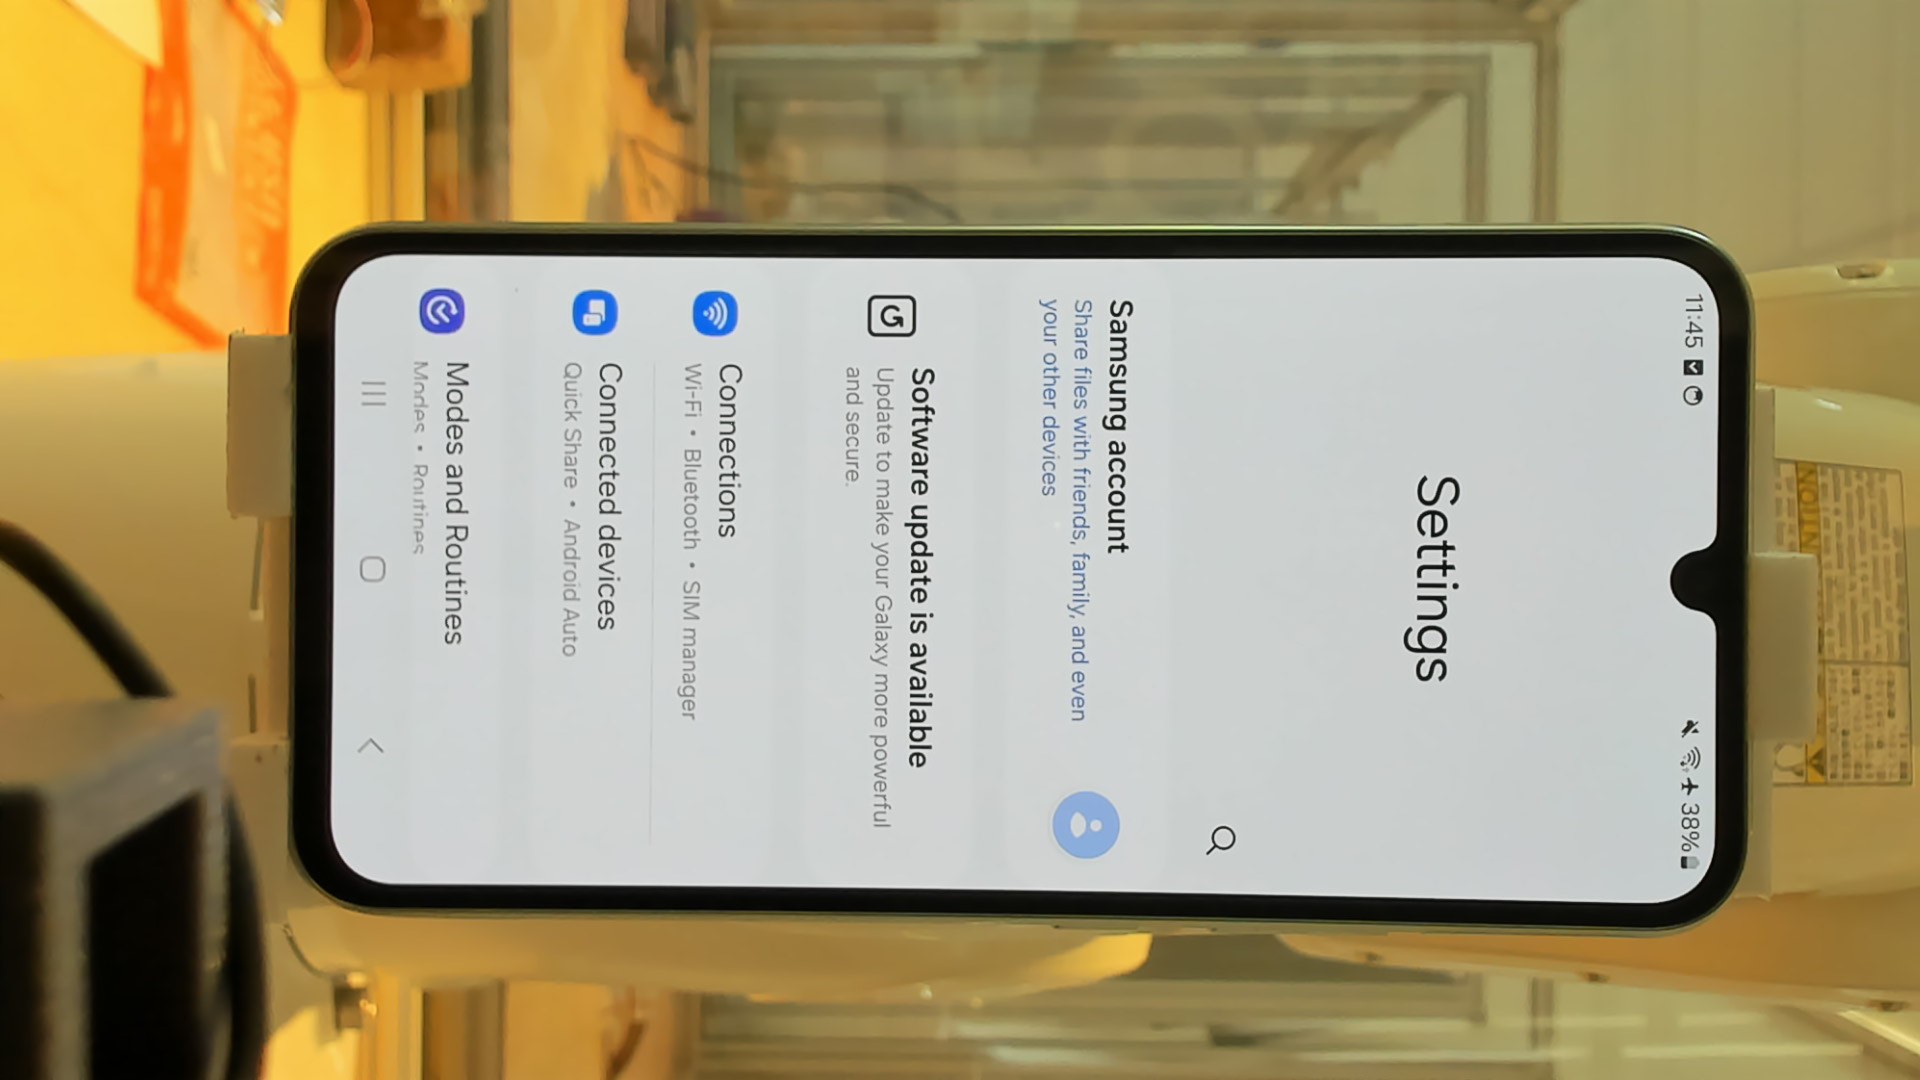 11:45
38%
Settings
Samsung account
Share files with friends, family, and even
your other devices
Software update is available
Update to make your Galaxy more powerful
and secure.
Connections
Wi-Fi • Bluetooth • SIM manager
Connected devices
Quick Share • Android Auto
Modes and Routines
Modes • Routines